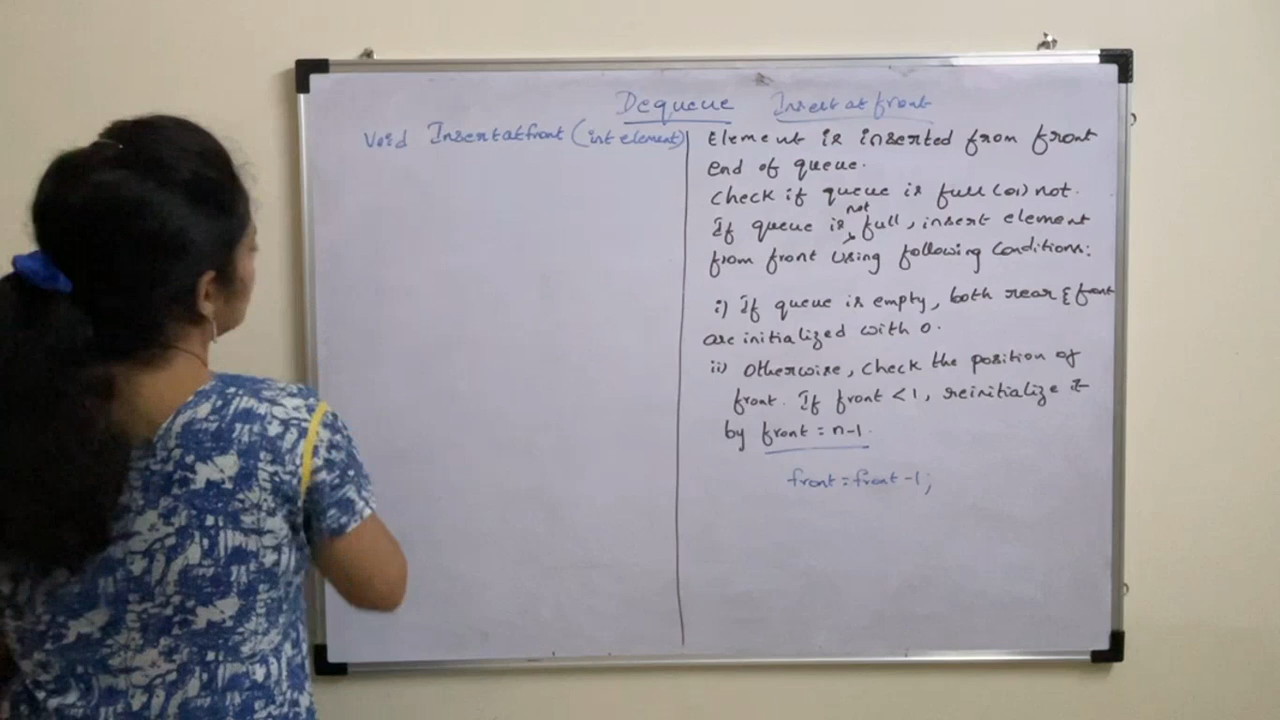 Dequeue Insert at front
Void Insertatfront (int element)
Element is inserted from front
end of queue.
Check if queue is full (or) not.
If queue is not full, insert element
from front using following conditions:
i) If queue is empty, both rear & front
are initialized with 0.
ii) Otherwise, check the position of
front. If front < 1, reinitialize it
by front = n-1.
front = front -1;